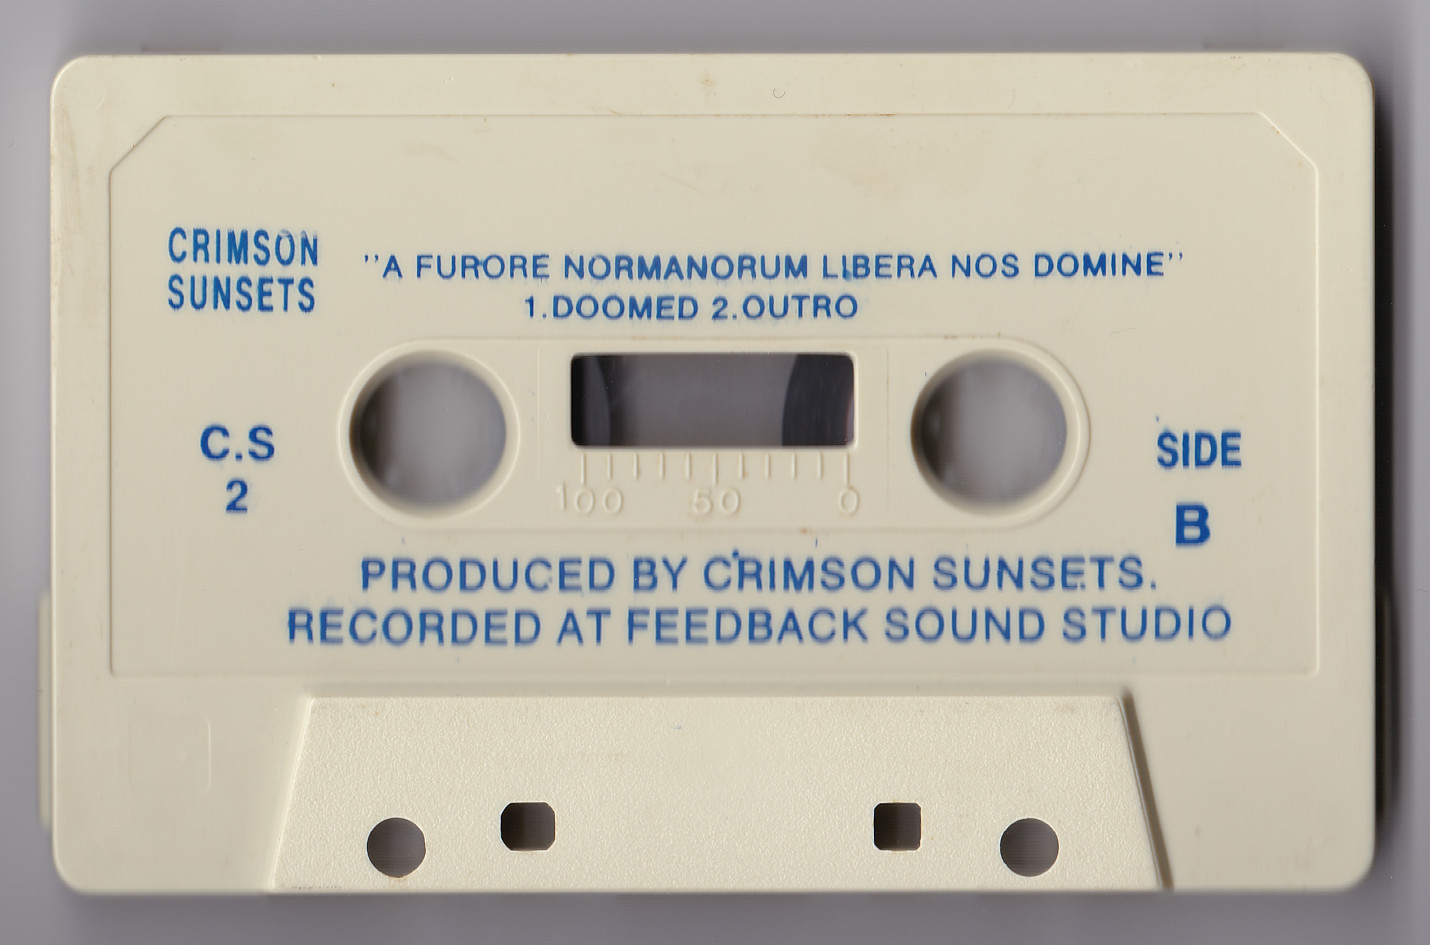 CRIMSON
SUNSETS
"A FURORE NORMANORUM LIBERA NOS DOMINE"
1.DOOMED 2.OUTRO
C.S
2
100 50 0
SIDE
B
PRODUCED BY CRIMSON SUNSETS.
RECORDED AT FEEDBACK SOUND STUDIO